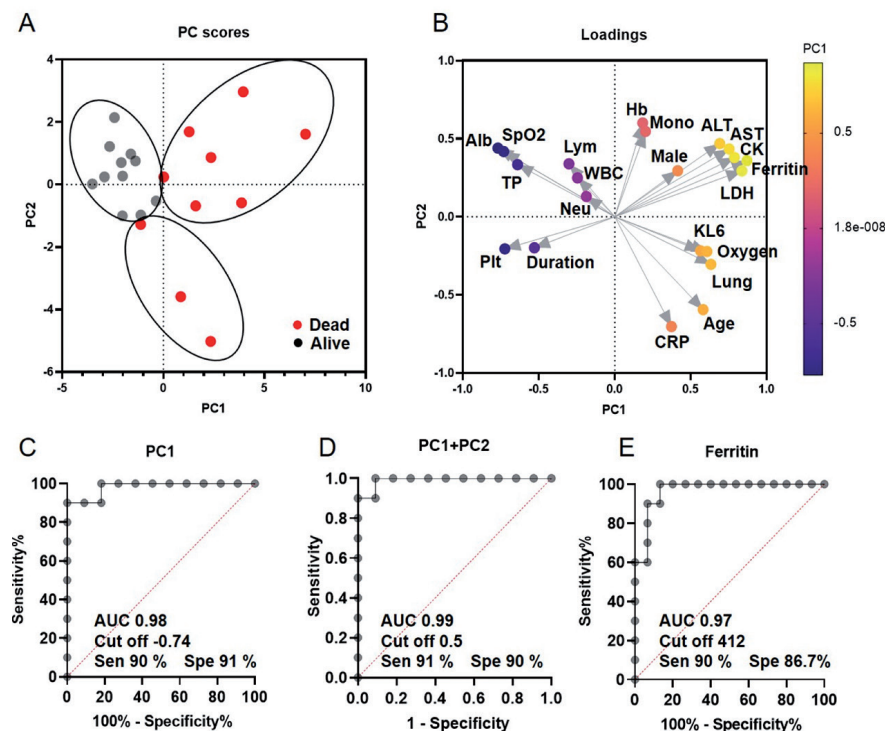 A
PC scores
4
2
0
-2
-4
-6
PC2
-5
0
5
10
PC1
Dead
Alive
B
Loadings
1.0
0.5
0.0
-0.5
-1.0
PC2
-1.0
-0.5
0.0
0.5
1.0
PC1
Alb
SpO2
TP
Lym
WBC
Neu
Hb
Mono
Male
ALT
AST
CK
Ferritin
LDH
Plt
Duration
KL6
Oxygen
Lung
Age
CRP
PC1
0.5
1.8e-008
-0.5
C
PC1
100
80
60
40
20
0
Sensitivity%
AUC 0.98
Cut off -0.74
Sen 90 % Spe 91 %
0 20 40 60 80 100
100% - Specificity%
D
PC1+PC2
1.0
0.8
0.6
0.4
0.2
0.0
Sensitivity
AUC 0.99
Cut off 0.5
Sen 91 % Spe 90 %
0.0 0.2 0.4 0.6 0.8 1.0
1 - Specificity
E
Ferritin
100
80
60
40
20
0
Sensitivity%
AUC 0.97
Cut off 412
Sen 90 % Spe 86.7%
0 20 40 60 80 100
100% - Specificity%